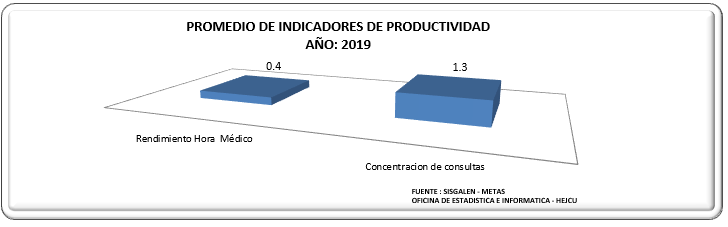 PROMEDIO DE INDICADORES DE PRODUCTIVIDAD
AÑO: 2019
0.4
1.3
Rendimiento Hora Médico
Concentracion de consultas
FUENTE : SISGALEN - METAS
OFICINA DE ESTADISTICA E INFORMATICA - HEJCU